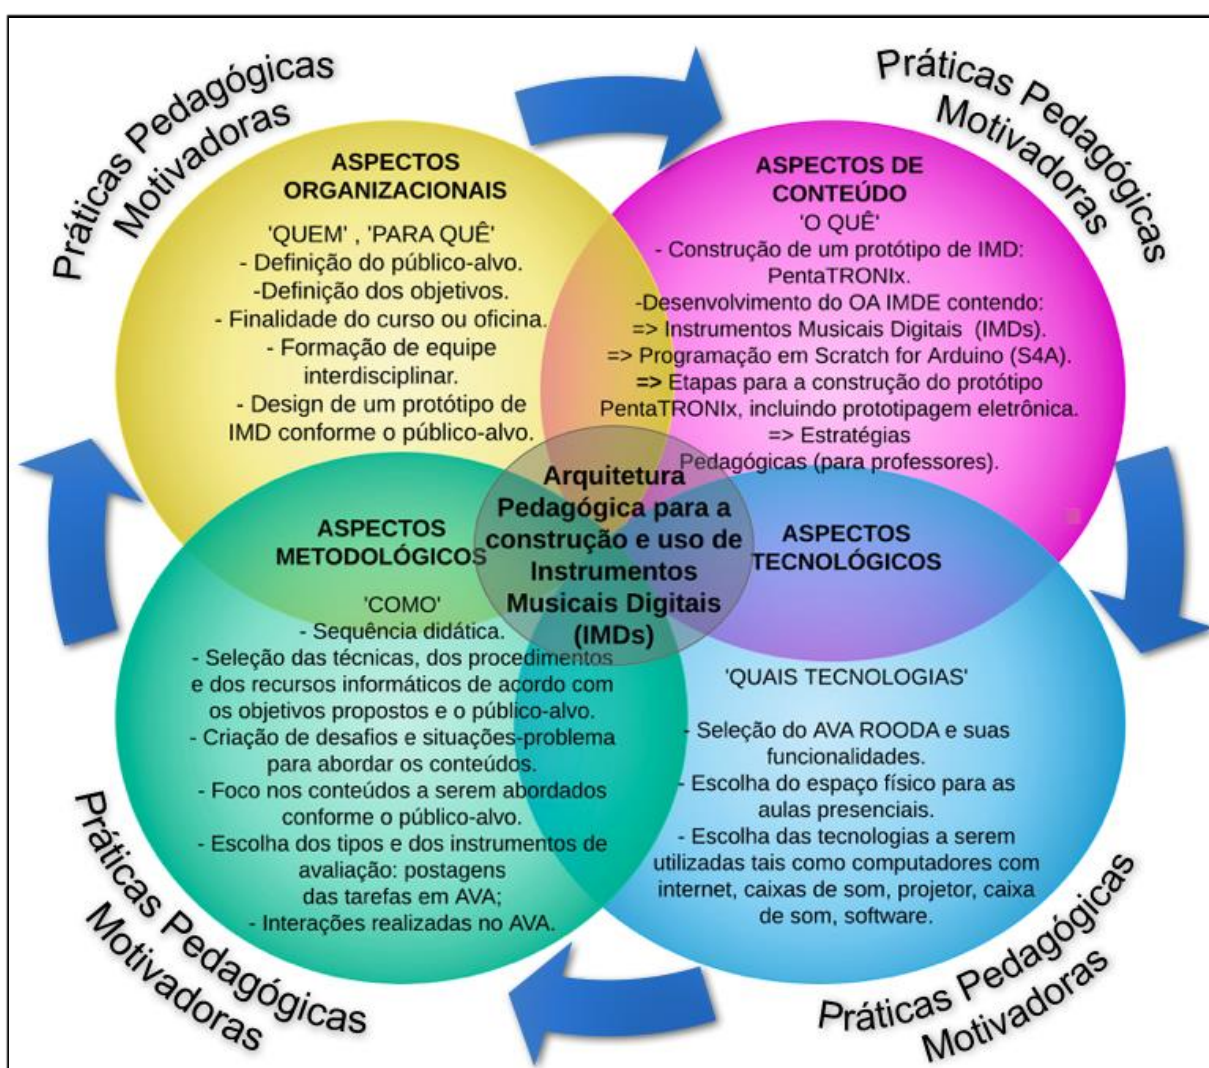 Práticas Pedagógicas
Motivadoras
Práticas Pedagógicas
Motivadoras
ASPECTOS
ORGANIZACIONAIS
'QUEM' , 'PARA QUÊ'
- Definição do público-alvo.
-Definição dos objetivos.
- Finalidade do curso ou oficina.
- Formação de equipe
interdisciplinar.
- Design de um protótipo de
IMD conforme o público-alvo.
ASPECTOS DE
CONTEÚDO
'O QUÊ'
- Construção de um protótipo de IMD:
PentaTRONIx.
-Desenvolvimento do OA IMDE contendo:
=> Instrumentos Musicais Digitais (IMDs).
=> Programação em Scratch for Arduino (S4A).
=> Etapas para a construção do protótipo
PentaTRONIx, incluindo prototipagem eletrônica.
=> Estratégias
Pedagógicas (para professores).
Arquitetura
Pedagógica para a
construção e uso de
Instrumentos
Musicais Digitais
(IMDs)
ASPECTOS
METODOLÓGICOS
'COMO'
- Sequência didática.
- Seleção das técnicas, dos procedimentos
e dos recursos informáticos de acordo com
os objetivos propostos e o público-alvo.
- Criação de desafios e situações-problema
para abordar os conteúdos.
- Foco nos conteúdos a serem abordados
conforme o público-alvo.
- Escolha dos tipos e dos instrumentos de
avaliação: postagens
das tarefas em AVA;
- Interações realizadas no AVA.
ASPECTOS
TECNOLÓGICOS
'QUAIS TECNOLOGIAS'
- Seleção do AVA ROODA e suas
funcionalidades.
- Escolha do espaço físico para as
aulas presenciais.
- Escolha das tecnologias a serem
utilizadas tais como computadores com
internet, caixas de som, projetor, caixa
de som, software.
Práticas Pedagógicas
Motivadoras
Práticas Pedagógicas
Motivadoras